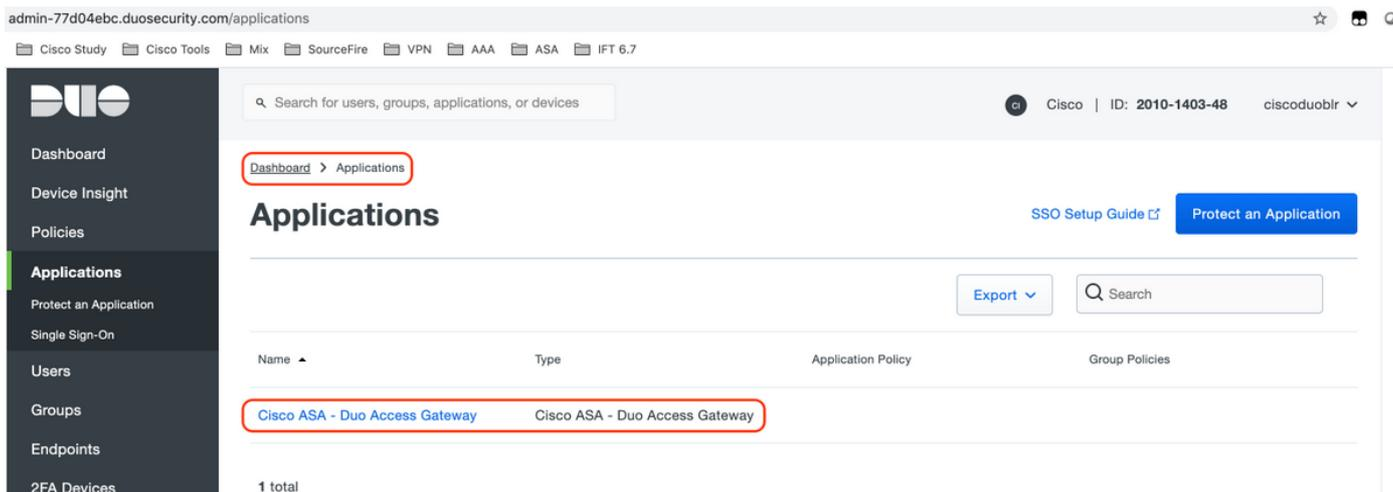 admin-77d04ebc.duosecurity.com/applications
Cisco Study Cisco Tools Mix SourceFire VPN AAA ASA IFT 6.7
DUO
Search for users, groups, applications, or devices
CI Cisco | ID: 2010-1403-48 ciscoduoblr
Dashboard
Device Insight
Policies
Applications
Protect an Application
Single Sign-On
Users
Groups
Endpoints
2FA Devices
Dashboard > Applications
Applications
SSO Setup Guide
Protect an Application
Export
Search
Name Type Application Policy Group Policies
Cisco ASA - Duo Access Gateway Cisco ASA - Duo Access Gateway
1 total